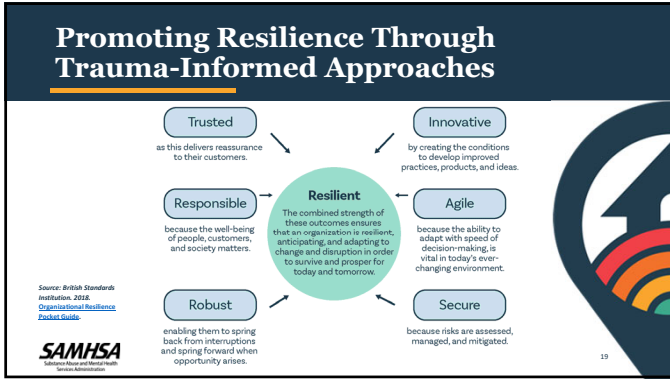 Promoting Resilience Through
Trauma-Informed Approaches
Trusted
as this delivers reassurance
to their customers.
Responsible
because the well-being
of people, customers,
and society matters.
Robust
enabling them to spring
back from interruptions
and spring forward when
opportunity arises.
Resilient
The combined strength of
these outcomes ensures
that an organization is resilient,
anticipating, and adapting to
change and disruption in order
to survive and prosper for
today and tomorrow.
Innovative
by creating the conditions
to develop improved
practices, products, and ideas.
Agile
because the ability to
adapt with speed of
decision-making, is
vital in today's ever-
changing environment.
Secure
because risks are assessed,
managed, and mitigated.
Source: British Standards
Institution. 2018.
Organizational Resilience
Pocket Guide.
SAMHSA
Substance Abuse and Mental Health
Services Administration
19